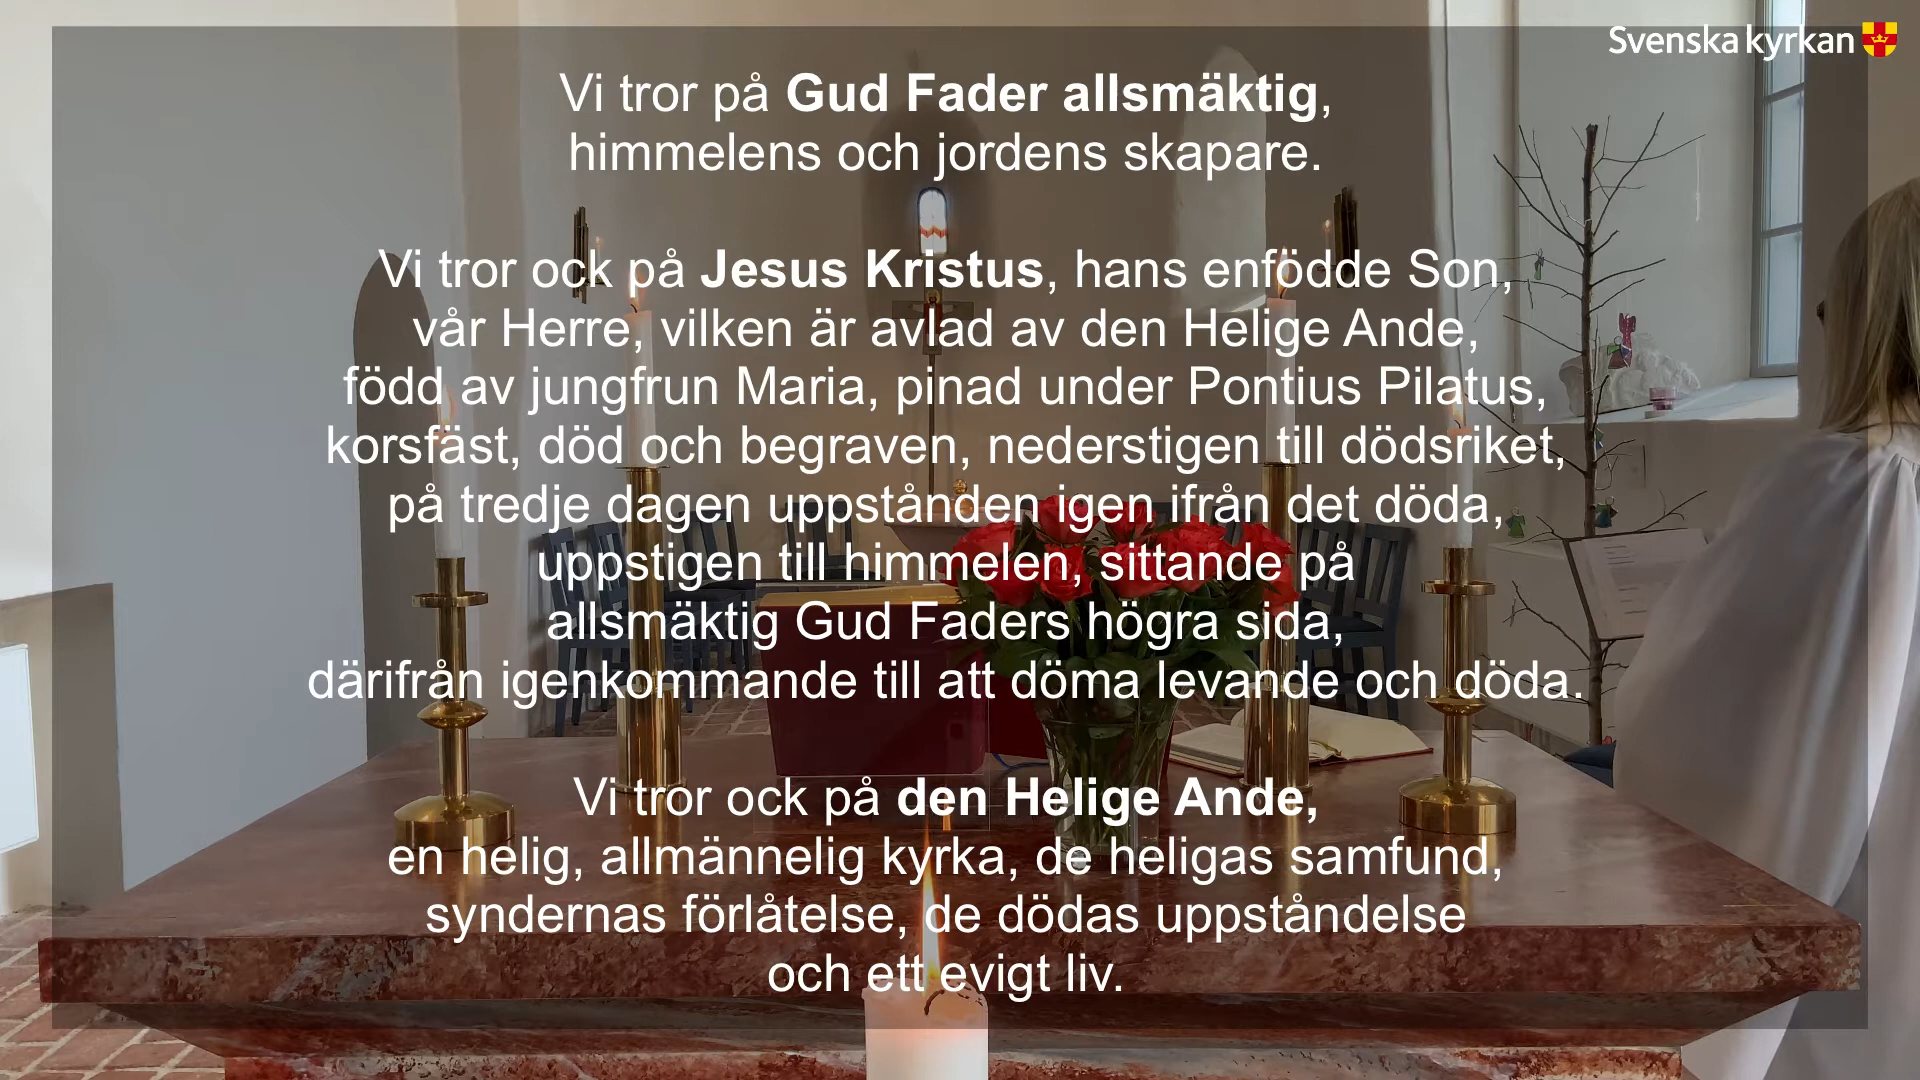 Svenska kyrkan
Vi tror på Gud Fader allsmäktig,
himmelens och jordens skapare.
Vi tror ock på Jesus Kristus, hans enfödde Son,
vår Herre, vilken är avlad av den Helige Ande,
född av jungfrun Maria, pinad under Pontius Pilatus,
korsfäst, död och begraven, nederstigen till dödsriket,
på tredje dagen uppstånden igen ifrån det döda,
uppstigen till himmelen, sittande på
allsmäktig Gud Faders högra sida,
därifrån igenkommande till att döma levande och döda.
Vi tror ock på den Helige Ande,
en helig, allmännelig kyrka, de heligas samfund,
syndernas förlåtelse, de dödas uppståndelse
och ett evigt liv.